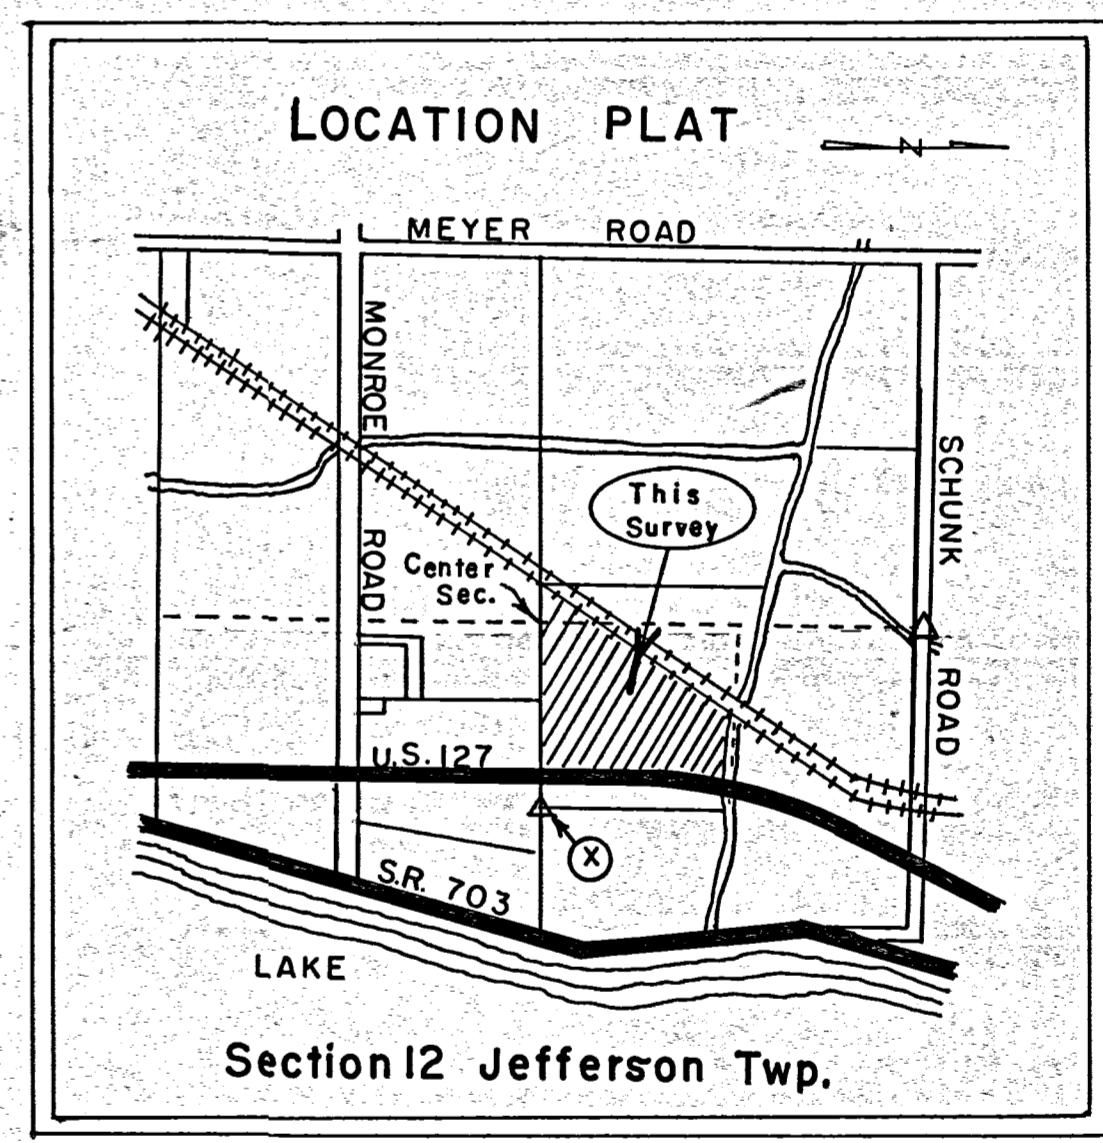 LOCATION PLAT
N
MEYER ROAD
MONROE ROAD
SCHUNK ROAD
This
Survey
Center
Sec.
U.S. 127
X
S.R. 703
LAKE
Section 12 Jefferson Twp.